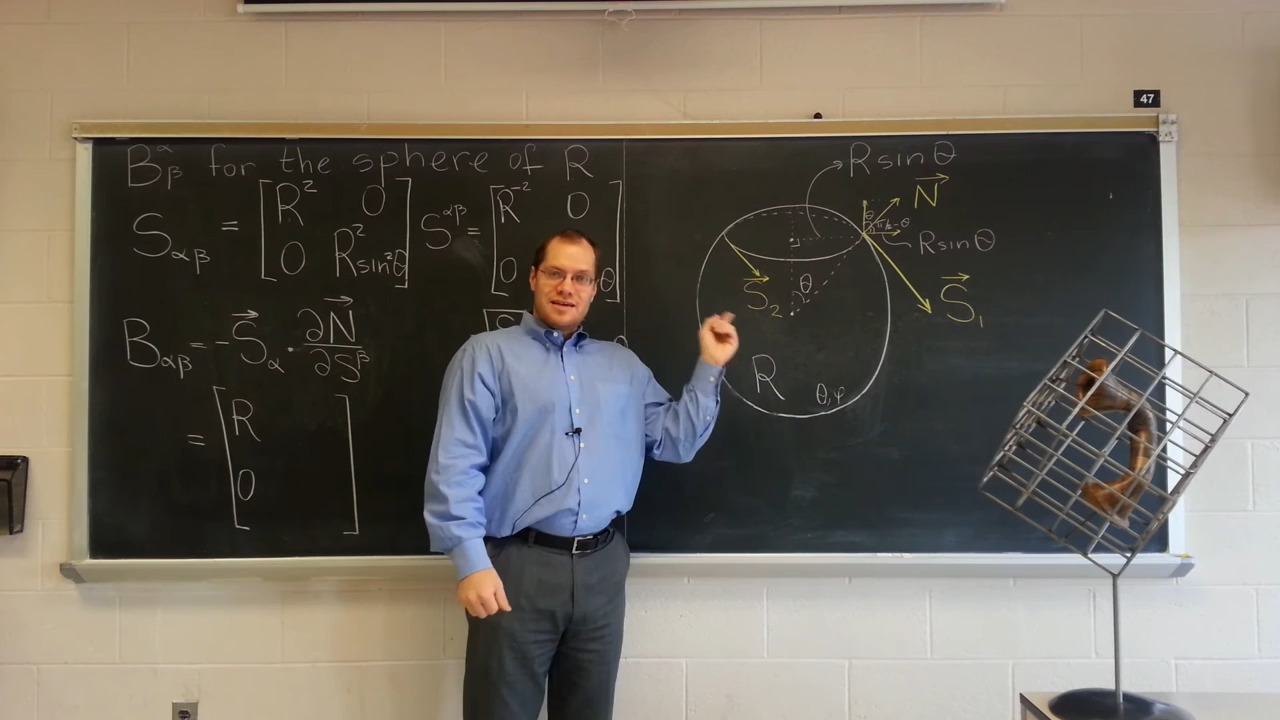 B^α_β for the sphere of R
S_αβ = [R² 0
0 R²sin²θ]
S^αβ = [R⁻² 0
0 θ]
B_αβ = -S⃗_α · ∂N⃗/∂S^β
= [R
0]
R sin θ
N⃗
θ
π/2-θ
R sin θ
S⃗₂
θ
S⃗₁
R
θ, φ
47